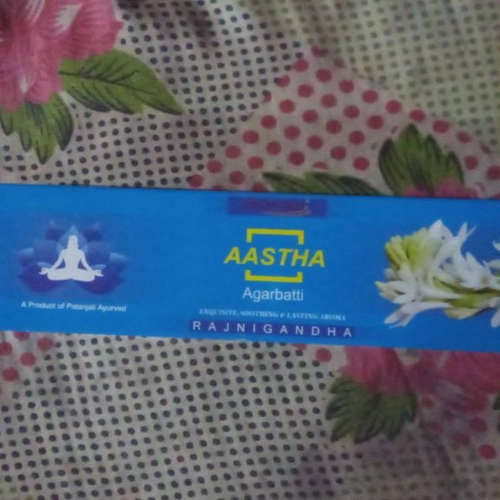 AASTHA
Agarbatti
A Product of Patanjali Ayurved
EXQUISITE, SOOTHING & LASTING AROMA
RAJNIGANDHA